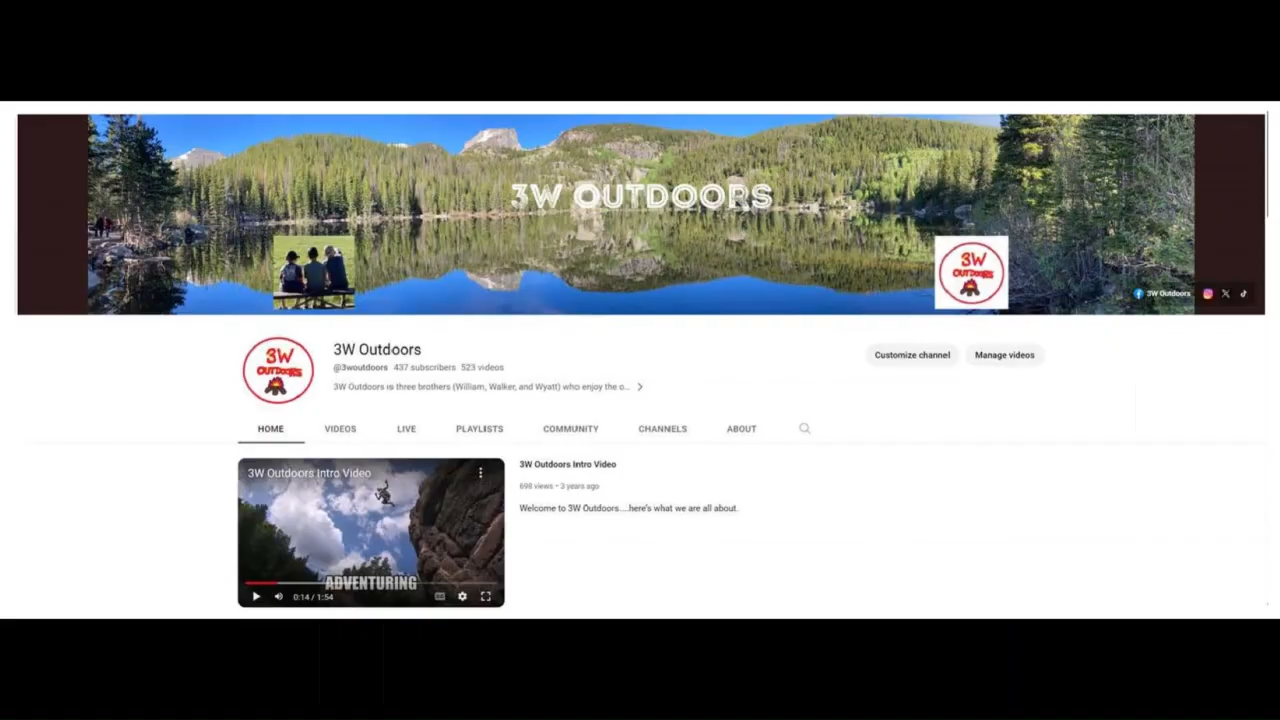 3W OUTDOORS
3W
OUTDOORS
3W Outdoors
3W
OUTDOORS
3W Outdoors
@3woutdoors 437 subscribers 523 videos
3W Outdoors is three brothers (William, Walker, and Wyatt) who enjoy the o...
Customize channel
Manage videos
HOME VIDEOS LIVE PLAYLISTS COMMUNITY CHANNELS ABOUT
3W Outdoors Intro Video
ADVENTURING
0:14 / 1:54
3W Outdoors Intro Video
698 views • 3 years ago
Welcome to 3W Outdoors....here's what we are all about.